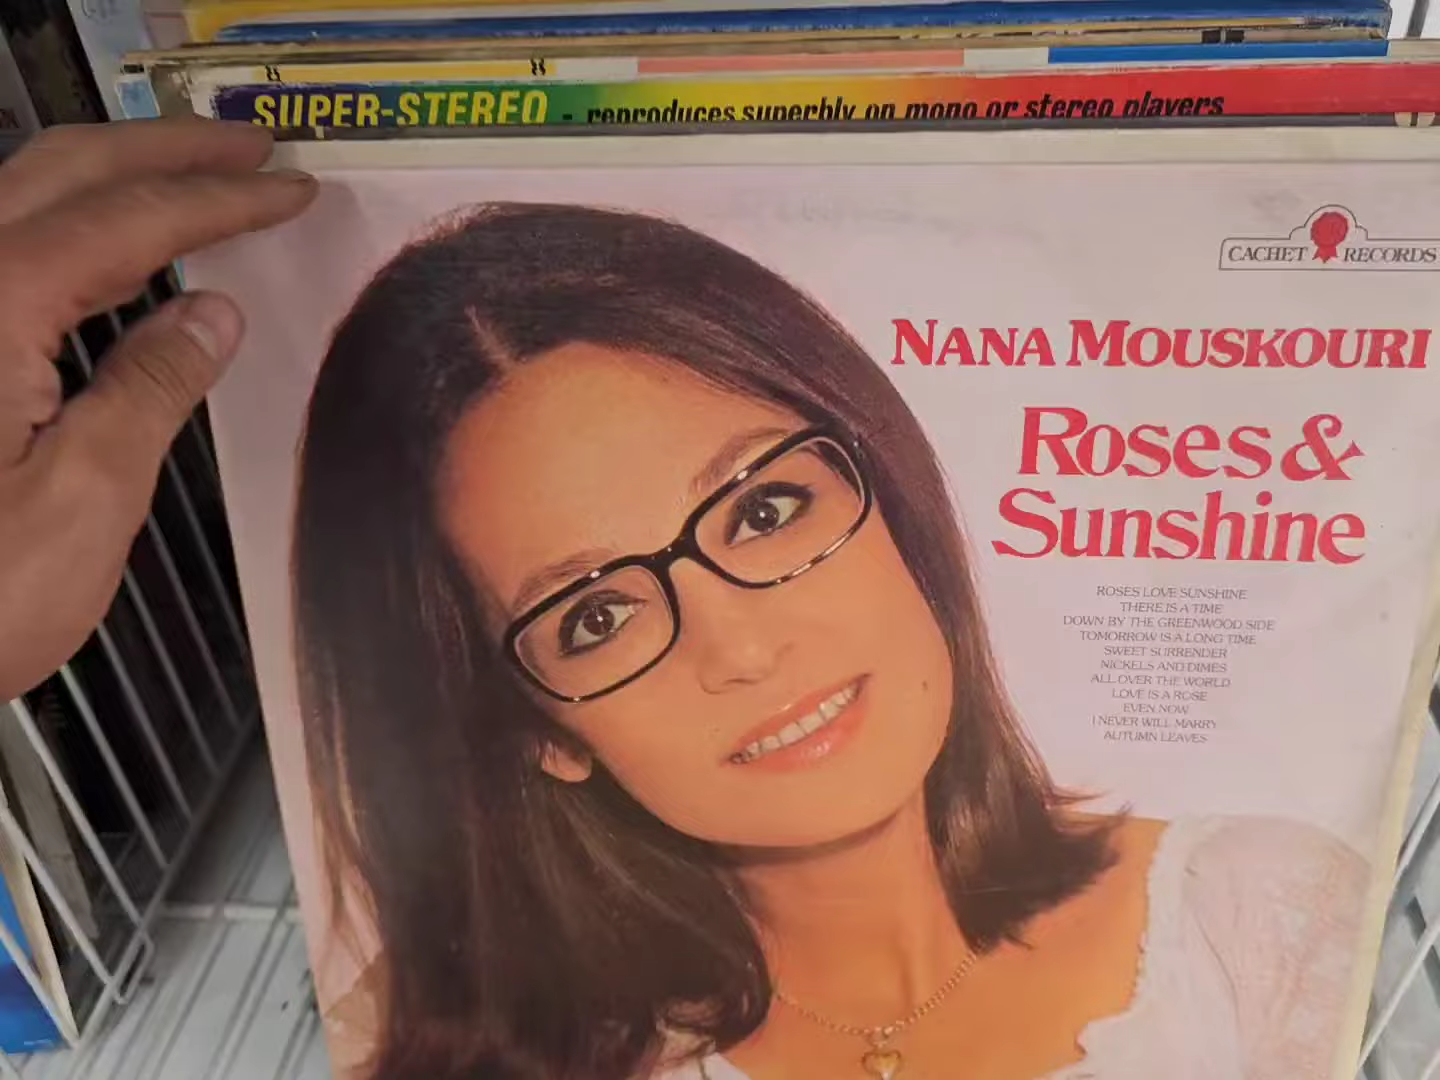 SUPER-STEREO - reproduces superbly on mono or stereo players
CACHET RECORDS
NANA MOUSKOURI
ROSES &
SUNSHINE
ROSES LOVE SUNSHINE
THERE IS A TIME
DOWN BY THE GREENWOOD SIDE
TOMORROW IS A LONG TIME
SWEET SURRENDER
NICKELS AND DIMES
ALL OVER THE WORLD
LOVE IS A ROSE
EVEN NOW
I NEVER WILL MARRY
AUTUMN LEAVES